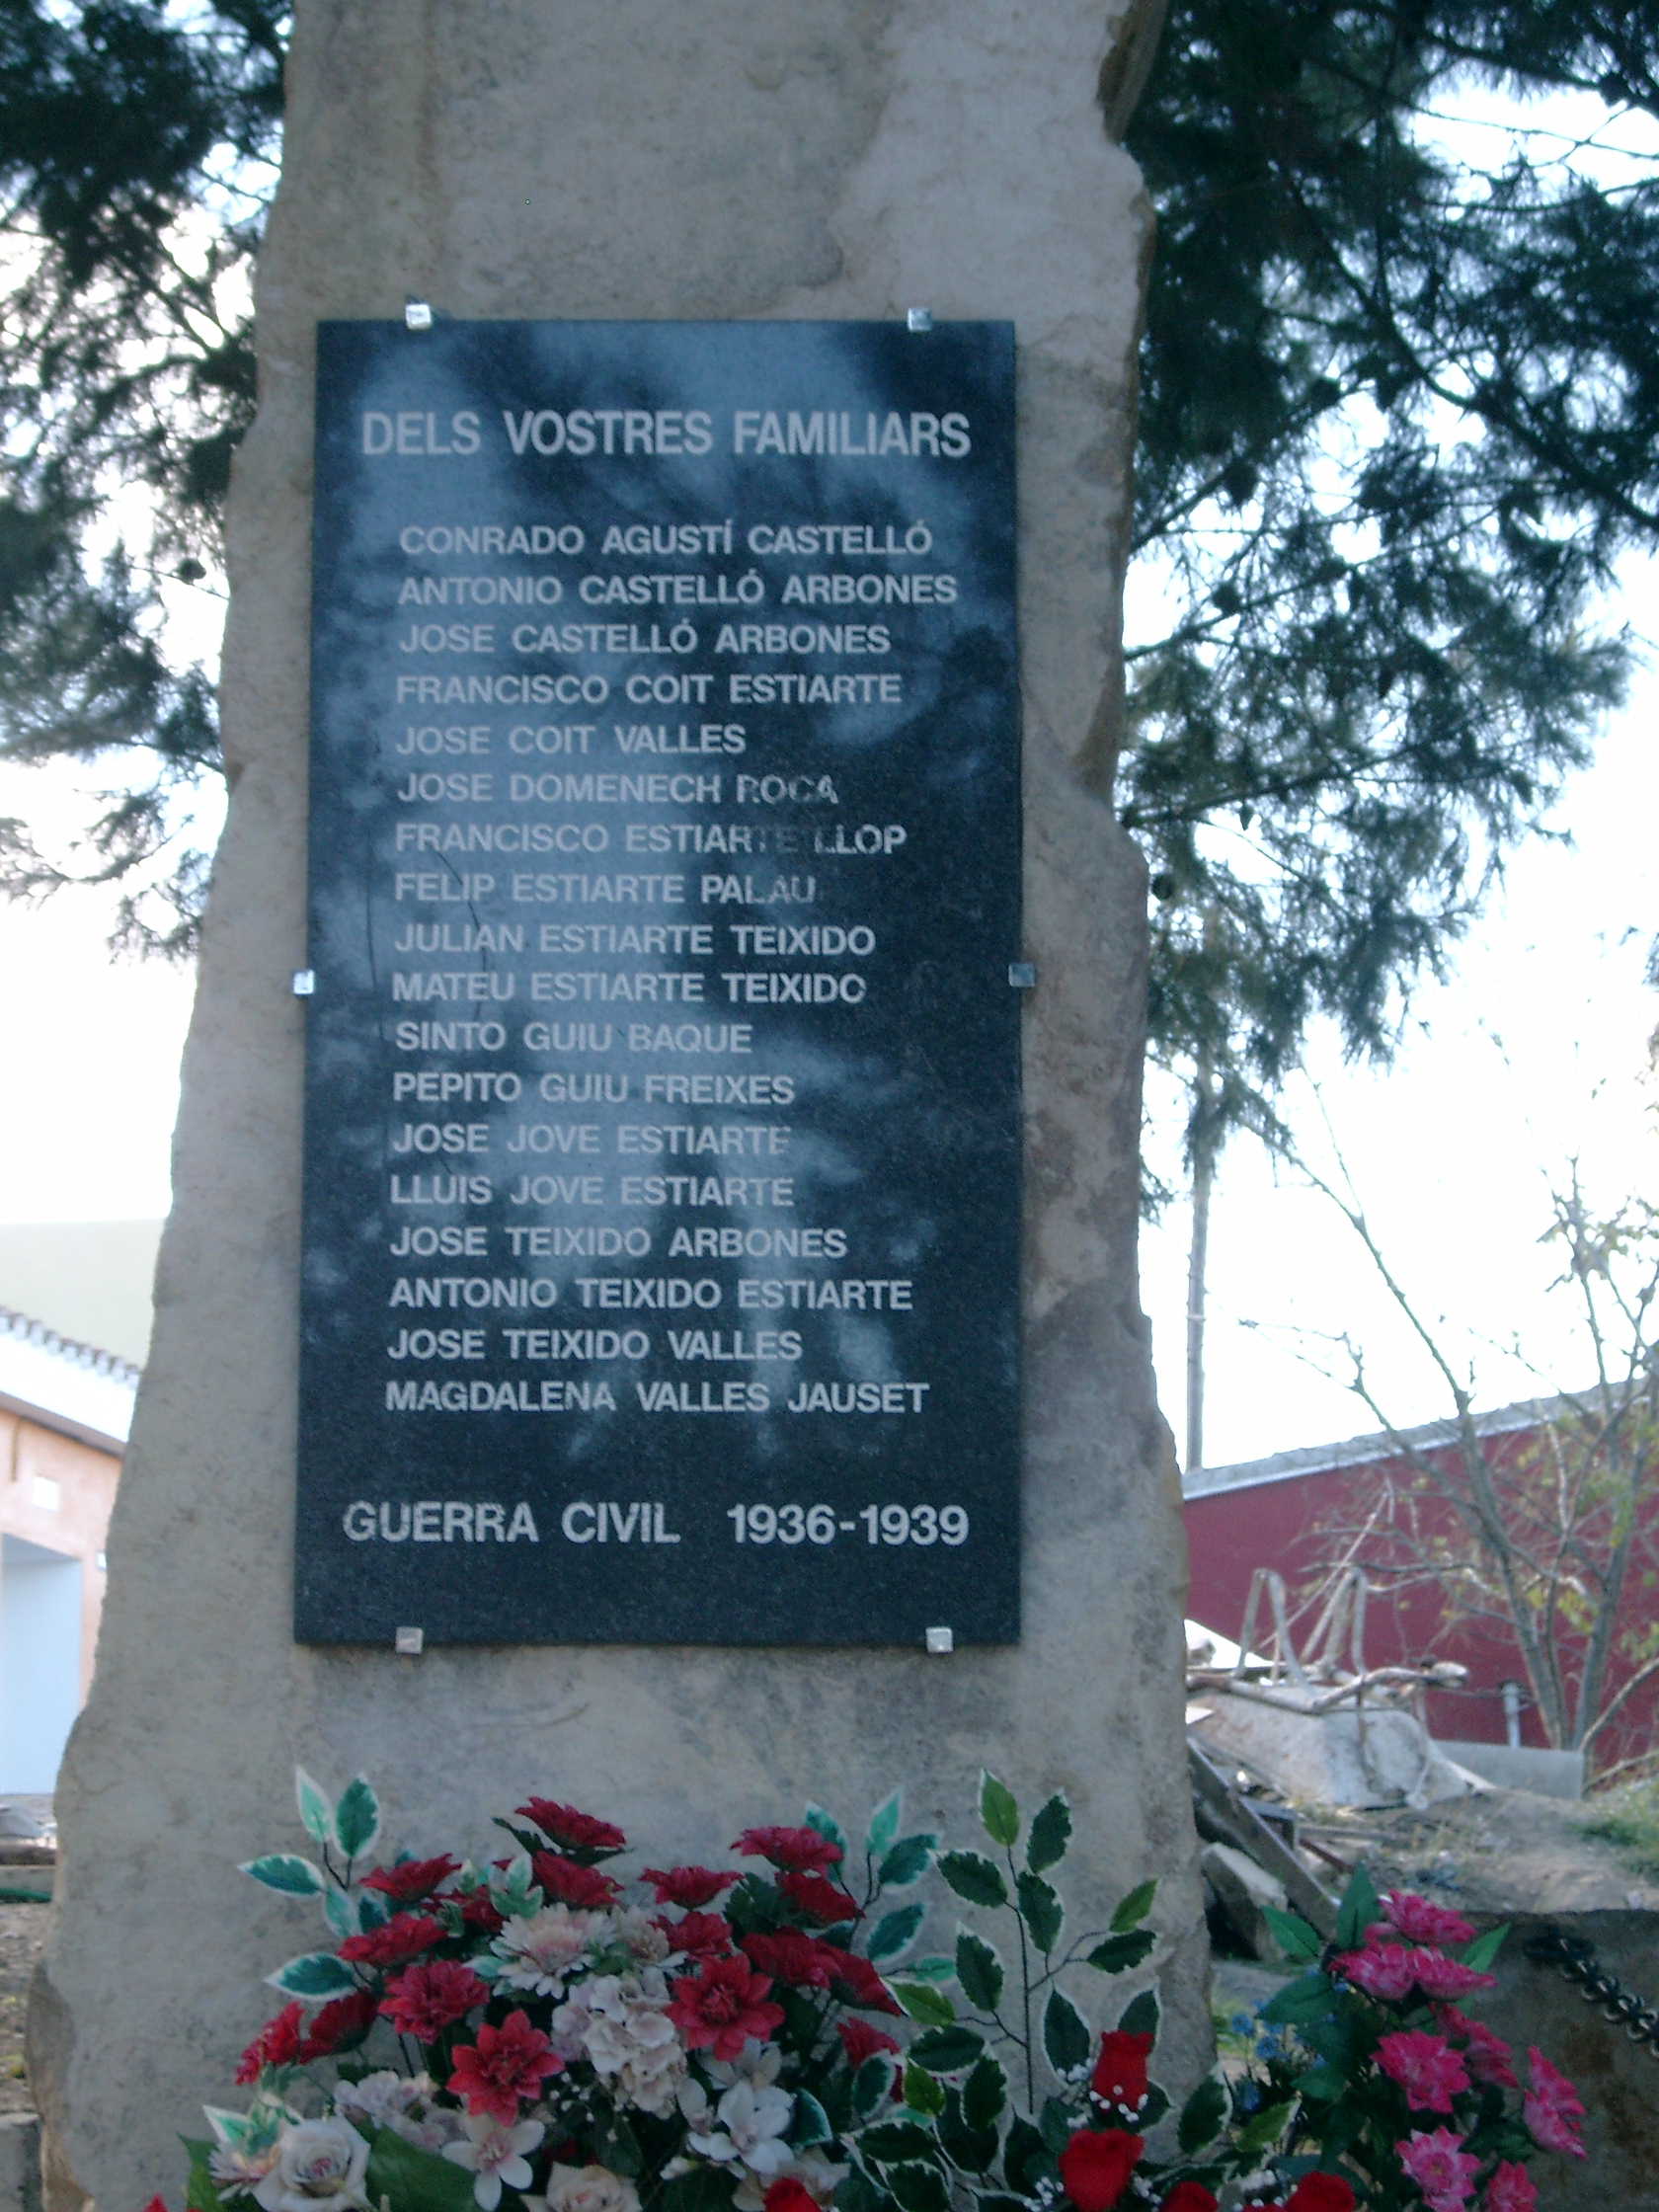 DELS VOSTRES FAMILIARS
CONRADO AGUSTÍ CASTELLÓ
ANTONIO CASTELLÓ ARBONES
JOSE CASTELLÓ ARBONES
FRANCISCO COIT ESTIARTE
JOSE COIT VALLES
JOSE DOMENECH ROCA
FRANCISCO ESTIARTE LLOP
FELIP ESTIARTE PALAU
JULIAN ESTIARTE TEIXIDO
MATEU ESTIARTE TEIXIDO
SINTO GUIU BAQUE
PEPITO GUIU FREIXES
JOSE JOVE ESTIARTE
LLUIS JOVE ESTIARTE
JOSE TEIXIDO ARBONES
ANTONIO TEIXIDO ESTIARTE
JOSE TEIXIDO VALLES
MAGDALENA VALLES JAUSET
GUERRA CIVIL 1936-1939